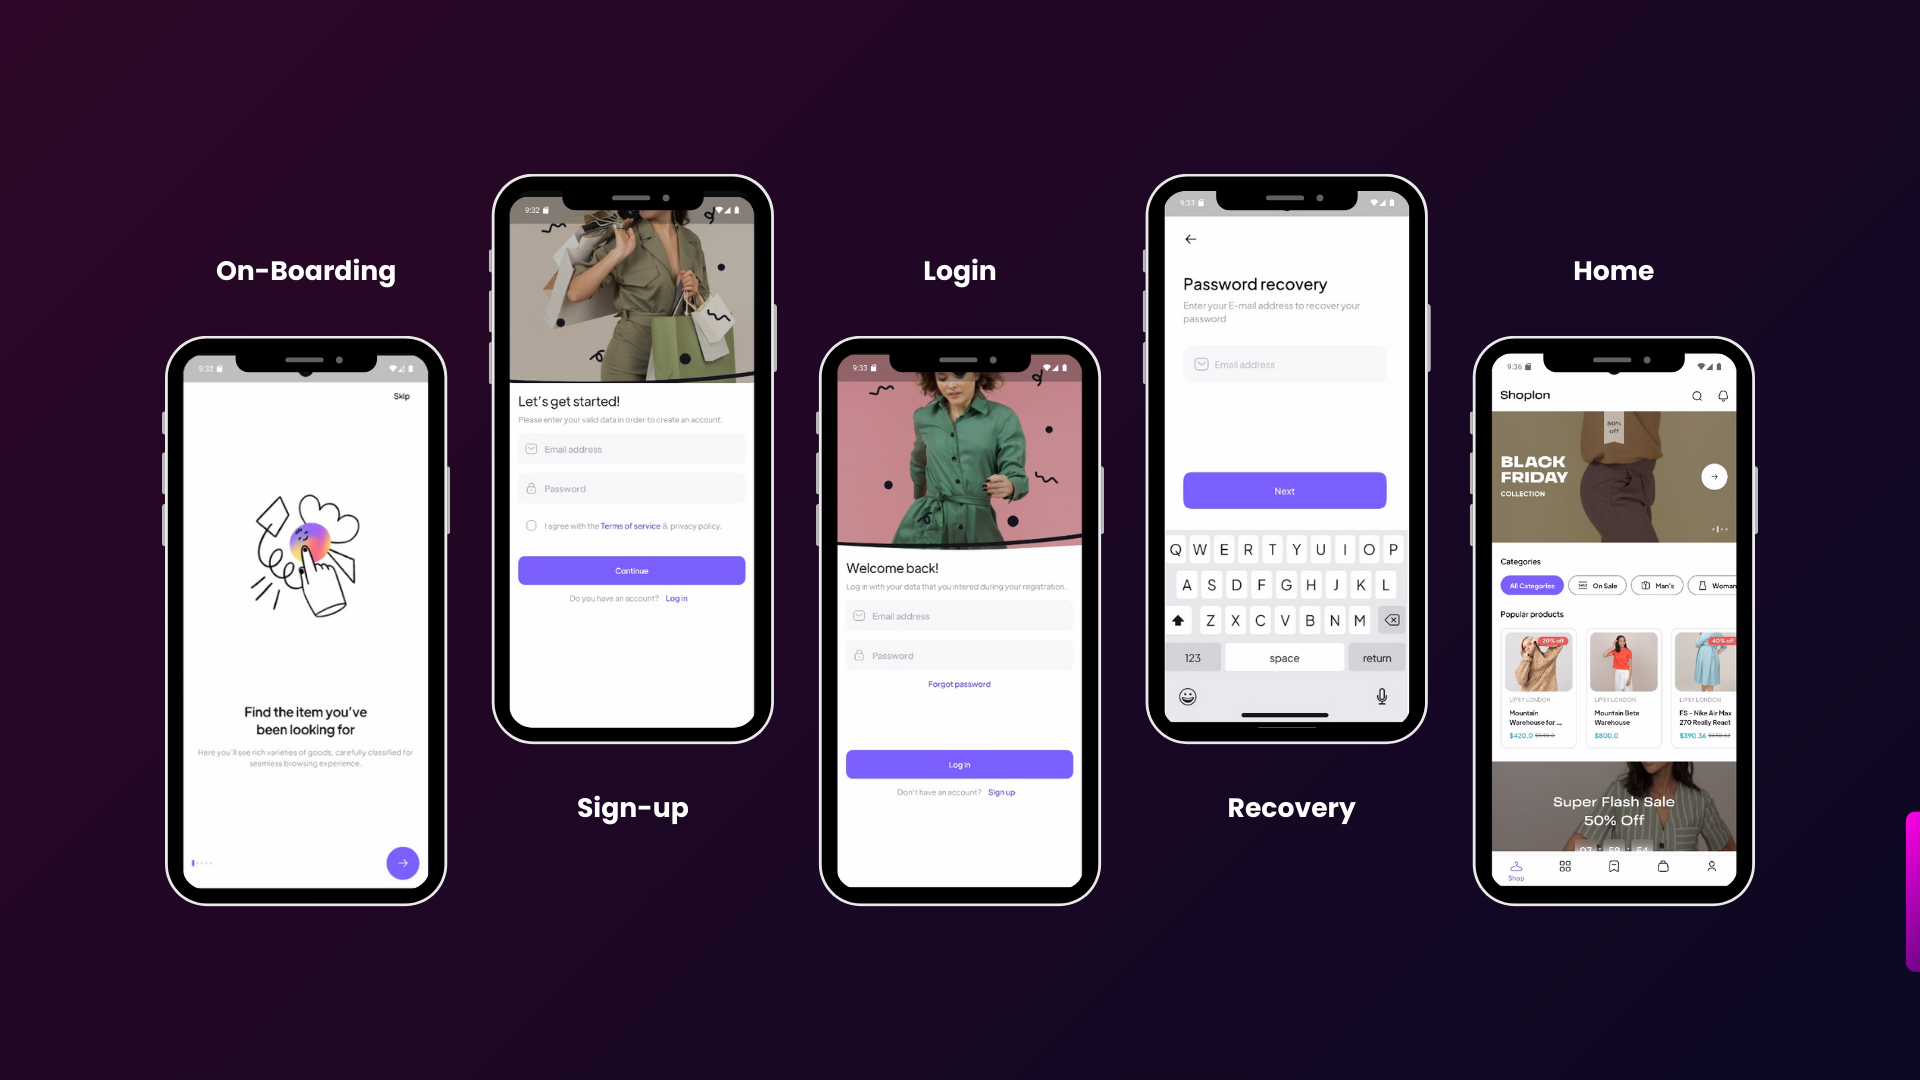 On-Boarding
9:32
Skip
Find the item you've
been looking for
Here you'll see rich varieties of goods, carefully classified for
seamless browsing experience.
9:32
Let's get started!
Please enter your valid data in order to create an account.
Email address
Password
I agree with the Terms of service & privacy policy.
Continue
Do you have an account? Log in
Sign-up
Login
9:33
Welcome back!
Log in with your data that you intered during your registration.
Email address
Password
Forgot password
Log in
Don't have an account? Sign up
9:33
Password recovery
Enter your E-mail address to recover your
password
Email address
Next
Q W E R T Y U I O P
A S D F G H J K L
Z X C V B N M
123 space return
Recovery
Home
9:36
Shoplon
50%
off
BLACK
FRIDAY
COLLECTION
Categories
All Categories On Sale Man's Woman
Popular products
20% off
40% off
LIPSY LONDON LIPSY LONDON LIPSY LONDON
Mountain Mountain Beta FS - Nike Air Max
Warehouse for ... Warehouse 270 Really React
$420.0 $800.0 $390.36
Super Flash Sale
50% Off
07 : 59 : 54
Shop